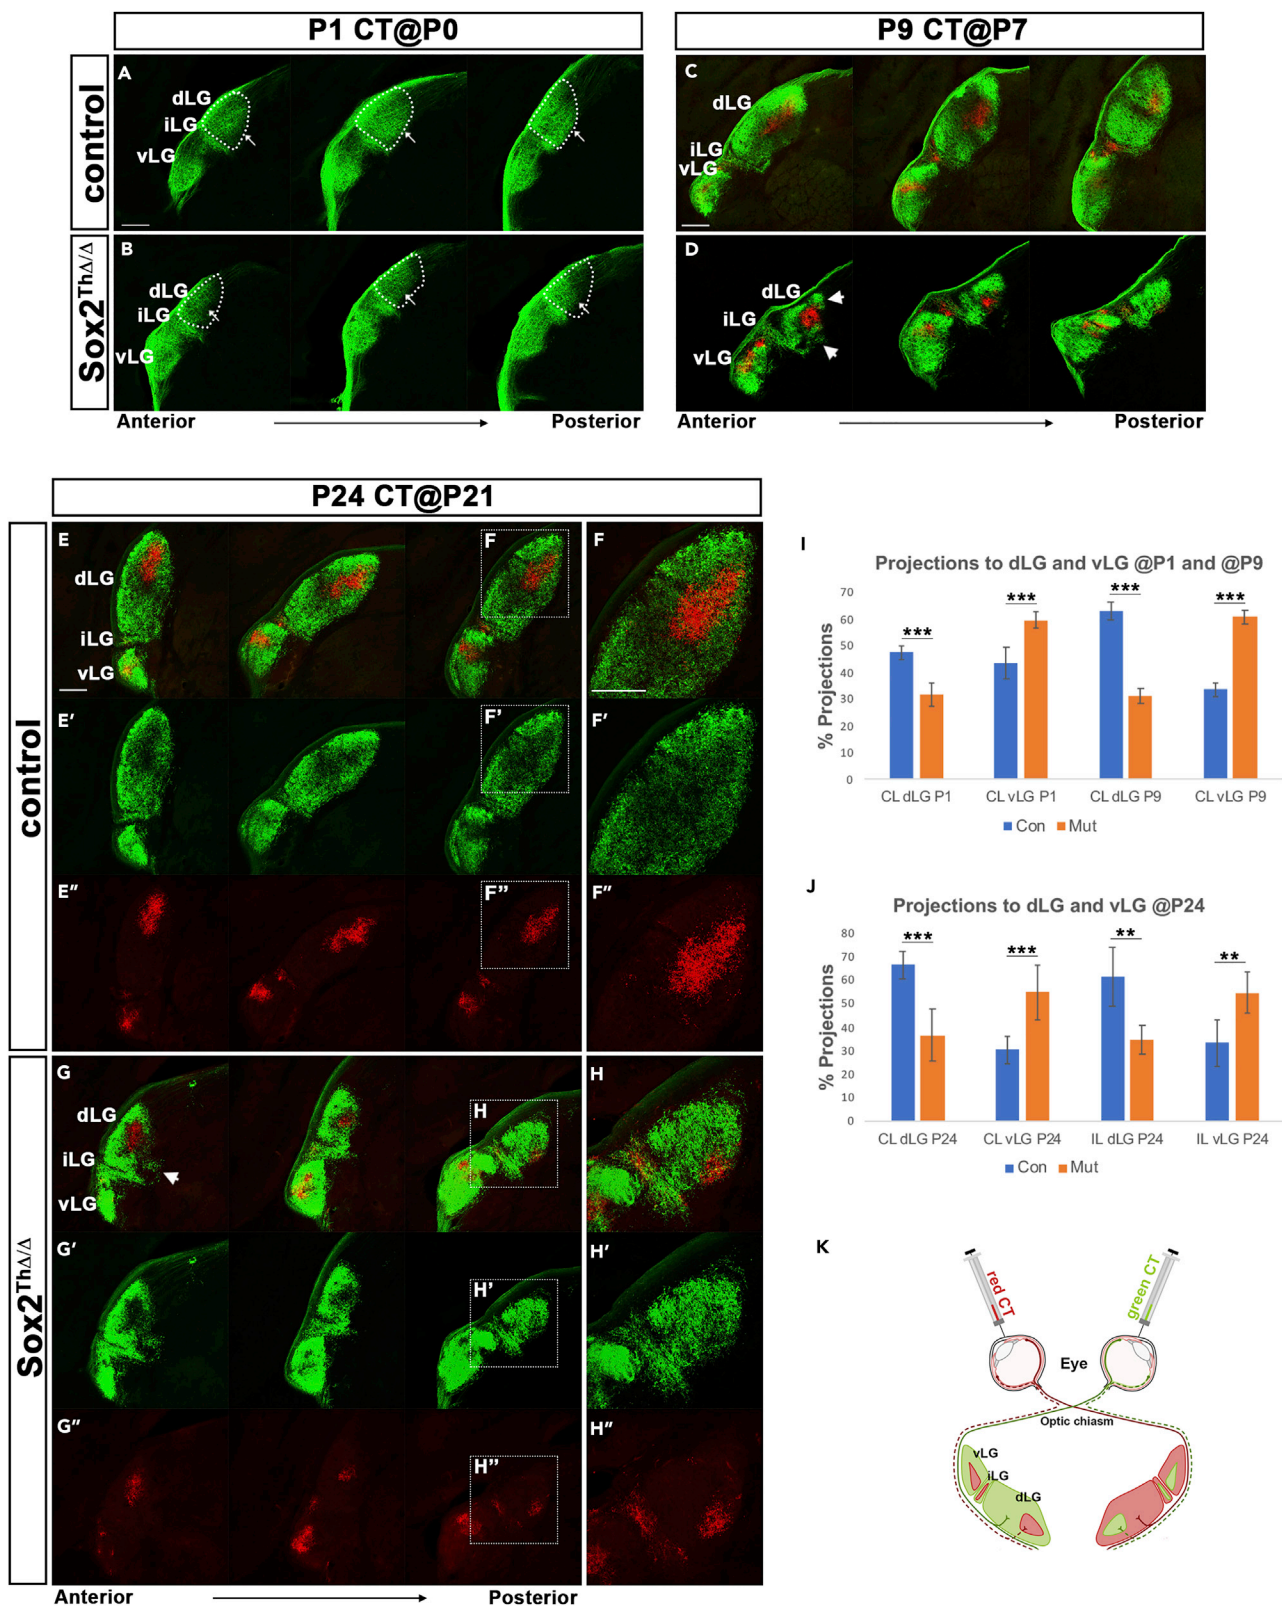 P1 CT@P0
P9 CT@P7
control
Sox2ThΔ/Δ
A
dLG
iLG
vLG
B
dLG
iLG
vLG
C
dLG
iLG
vLG
D
dLG
iLG
vLG
Anterior
Posterior
Anterior
Posterior
P24 CT@P21
control
Sox2ThΔ/Δ
E
dLG
iLG
vLG
F
F
E′
F′
F′
E″
F″
F″
G
dLG
iLG
vLG
H
H
G′
H′
H′
G″
H″
H″
Anterior
Posterior
I
Projections to dLG and vLG @P1 and @P9
% Projections
70
60
50
40
30
20
10
0
***
***
***
***
CL dLG P1
CL vLG P1
CL dLG P9
CL vLG P9
Con
Mut
J
Projections to dLG and vLG @P24
% Projections
80
70
60
50
40
30
20
10
0
***
***
**
**
CL dLG P24
CL vLG P24
IL dLG P24
IL vLG P24
Con
Mut
K
red CT
green CT
Eye
Optic chiasm
vLG
iLG
dLG